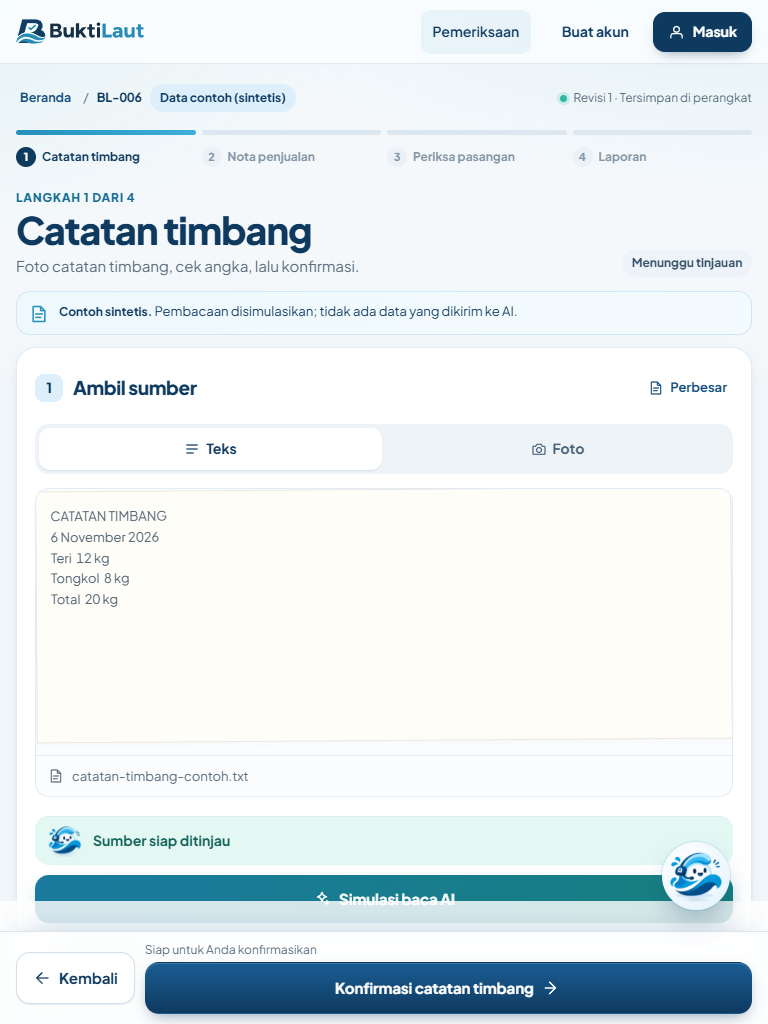 BuktiLaut
Pemeriksaan
Buat akun
Masuk
Beranda / BL-006 Data contoh (sintetis)
Revisi 1 · Tersimpan di perangkat
1 Catatan timbang
2 Nota penjualan
3 Periksa pasangan
4 Laporan
LANGKAH 1 DARI 4
Catatan timbang
Foto catatan timbang, cek angka, lalu konfirmasi.
Menunggu tinjauan
Contoh sintetis. Pembacaan disimulasikan; tidak ada data yang dikirim ke AI.
1 Ambil sumber
Perbesar
Teks
Foto
CATATAN TIMBANG
6 November 2026
Teri 12 kg
Tongkol 8 kg
Total 20 kg
catatan-timbang-contoh.txt
Sumber siap ditinjau
Simulasi baca AI
Siap untuk Anda konfirmasikan
Kembali
Konfirmasi catatan timbang